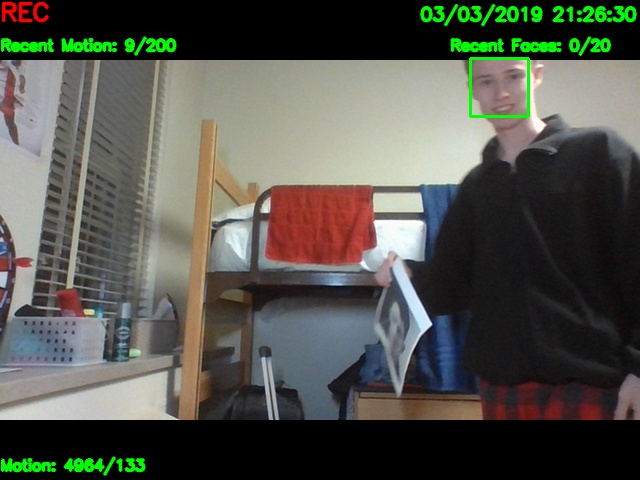 REC
03/03/2019 21:26:30
Recent Motion: 9/200
Recent Faces: 0/20
Motion: 4964/133